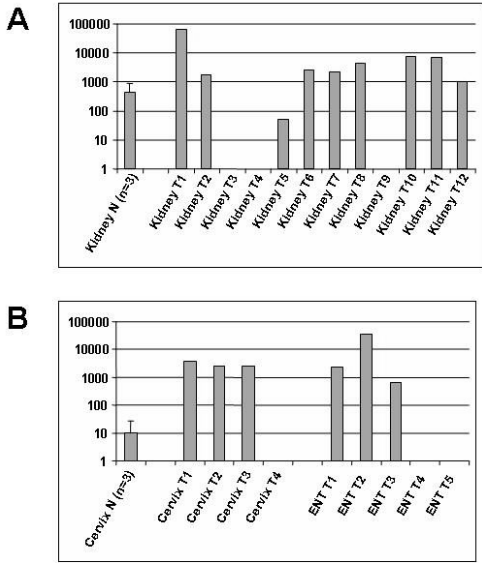 A
100000
10000
1000
100
10
1
Kidney N (n=3)
Kidney T1
Kidney T2
Kidney T3
Kidney T4
Kidney T5
Kidney T6
Kidney T7
Kidney T8
Kidney T9
Kidney T10
Kidney T11
Kidney T12
B
100000
10000
1000
100
10
1
Cervix N (n=3)
Cervix T1
Cervix T2
Cervix T3
Cervix T4
ENT T1
ENT T2
ENT T3
ENT T4
ENT T5